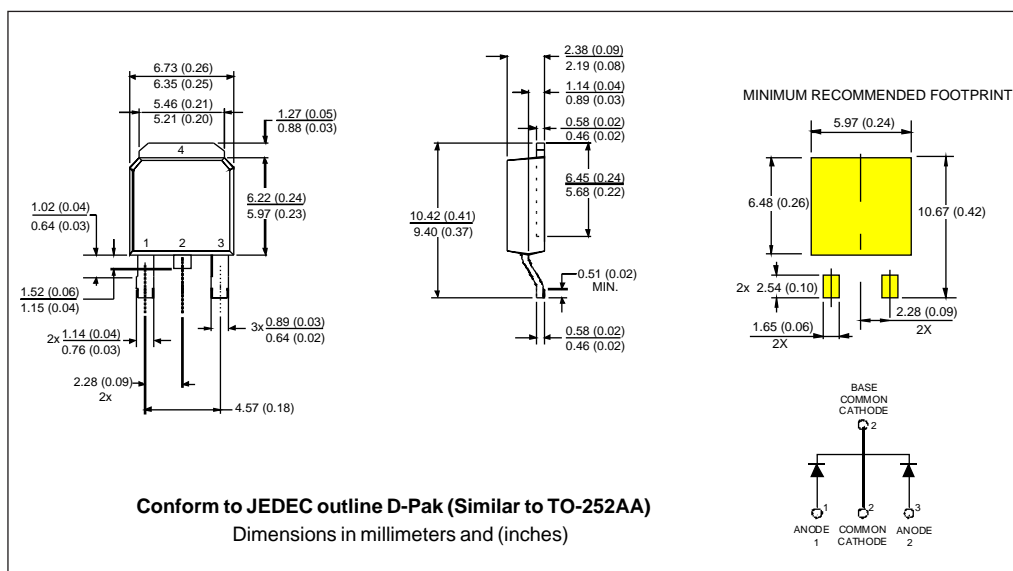 6.73 (0.26)
6.35 (0.25)
5.46 (0.21)
5.21 (0.20)
1.27 (0.05)
0.88 (0.03)
4
6.22 (0.24)
5.97 (0.23)
1.02 (0.04)
0.64 (0.03)
1 2 3
1.52 (0.06)
1.15 (0.04)
2x 1.14 (0.04)
0.76 (0.03)
3x 0.89 (0.03)
0.64 (0.02)
2.28 (0.09)
2x
4.57 (0.18)
2.38 (0.09)
2.19 (0.08)
1.14 (0.04)
0.89 (0.03)
0.58 (0.02)
0.46 (0.02)
6.45 (0.24)
5.68 (0.22)
10.42 (0.41)
9.40 (0.37)
0.51 (0.02)
MIN.
0.58 (0.02)
0.46 (0.02)
MINIMUM RECOMMENDED FOOTPRINT
5.97 (0.24)
6.48 (0.26)
10.67 (0.42)
2x 2.54 (0.10)
2.28 (0.09)
2X
1.65 (0.06)
2X
BASE
COMMON
CATHODE
2
1 2 3
ANODE COMMON ANODE
1 CATHODE 2
Conform to JEDEC outline D-Pak (Similar to TO-252AA)
Dimensions in millimeters and (inches)